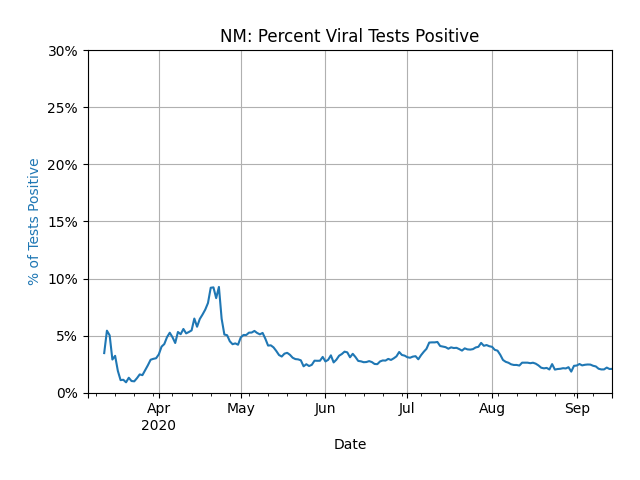 NM: Percent Viral Tests Positive
30%
25%
20%
15%
10%
5%
0%
% of Tests Positive
Apr May Jun Jul Aug Sep
2020
Date